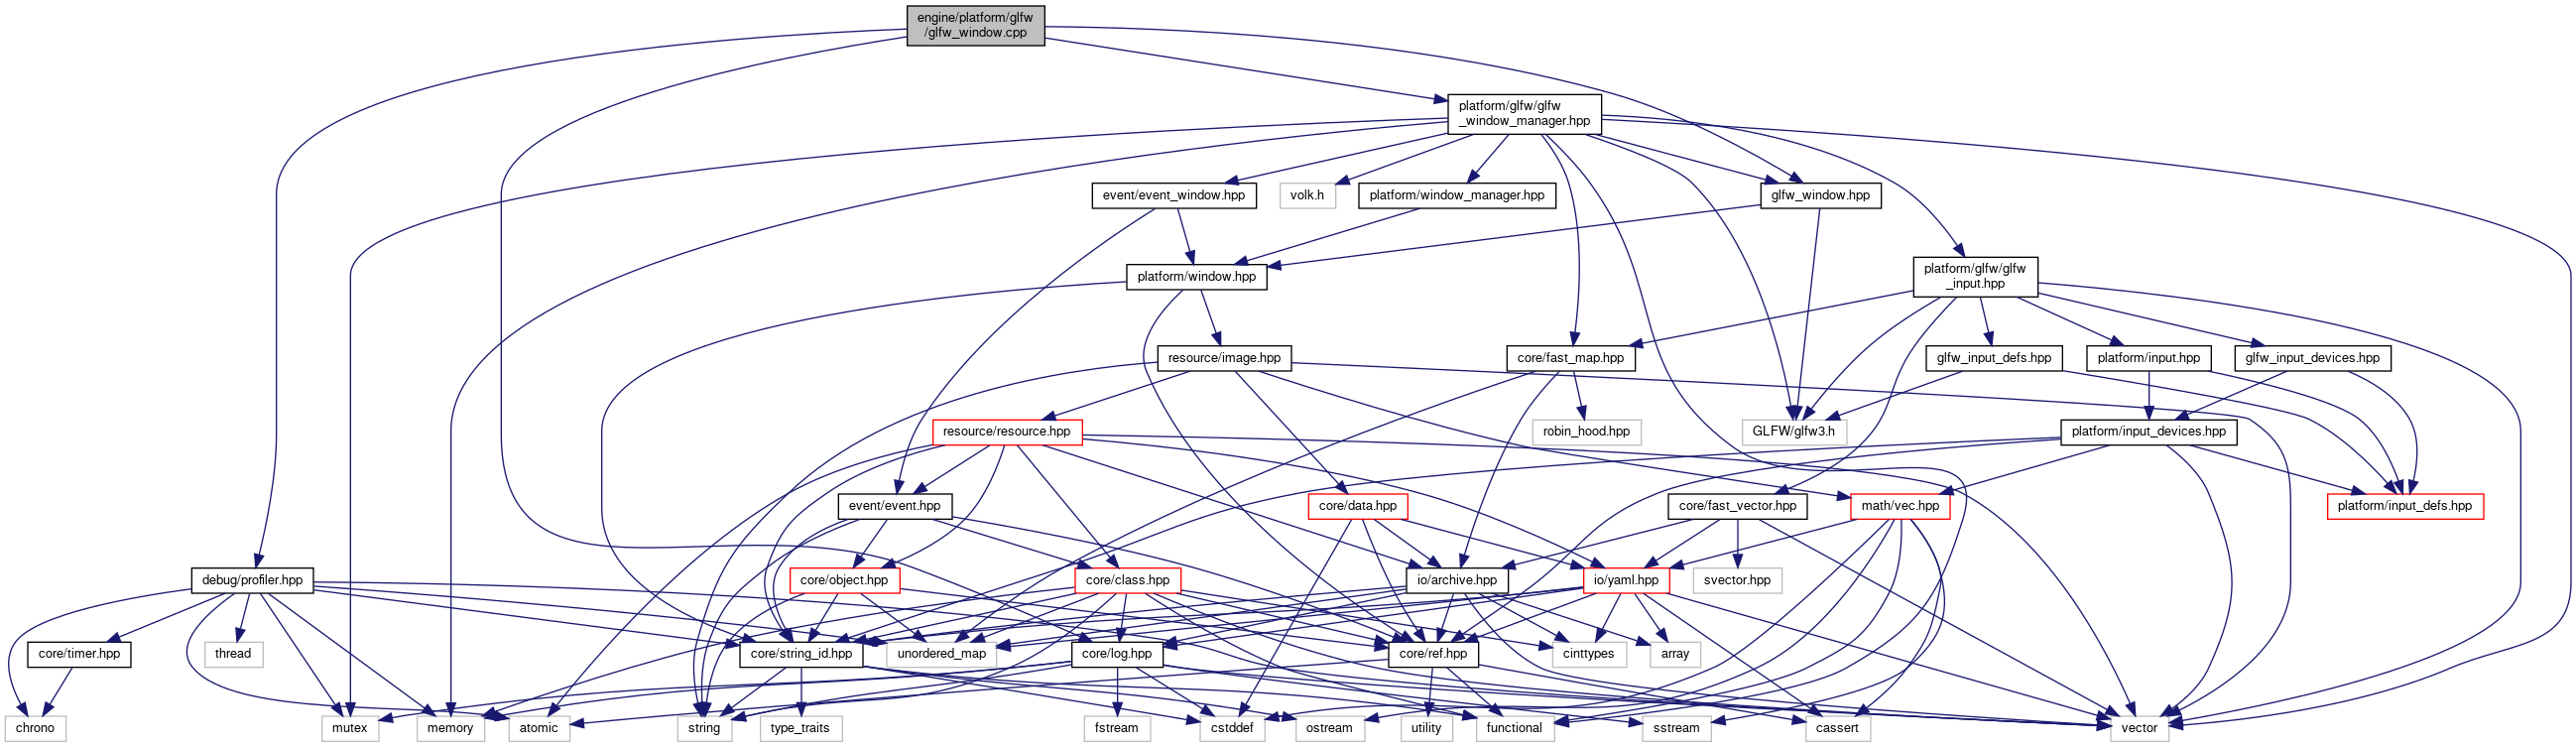 engine/platform/glfw
/glfw_window.cpp
platform/glfw/glfw
_window_manager.hpp
event/event_window.hpp
volk.h
platform/window_manager.hpp
glfw_window.hpp
platform/window.hpp
platform/glfw/glfw
_input.hpp
resource/image.hpp
core/fast_map.hpp
glfw_input_defs.hpp
platform/input.hpp
glfw_input_devices.hpp
resource/resource.hpp
robin_hood.hpp
GLFW/glfw3.h
platform/input_devices.hpp
event/event.hpp
core/data.hpp
core/fast_vector.hpp
math/vec.hpp
platform/input_defs.hpp
debug/profiler.hpp
core/object.hpp
core/class.hpp
io/archive.hpp
io/yaml.hpp
svector.hpp
core/timer.hpp
thread
core/string_id.hpp
unordered_map
core/log.hpp
core/ref.hpp
cinttypes
array
chrono
mutex
memory
atomic
string
type_traits
fstream
cstddef
ostream
utility
functional
sstream
cassert
vector